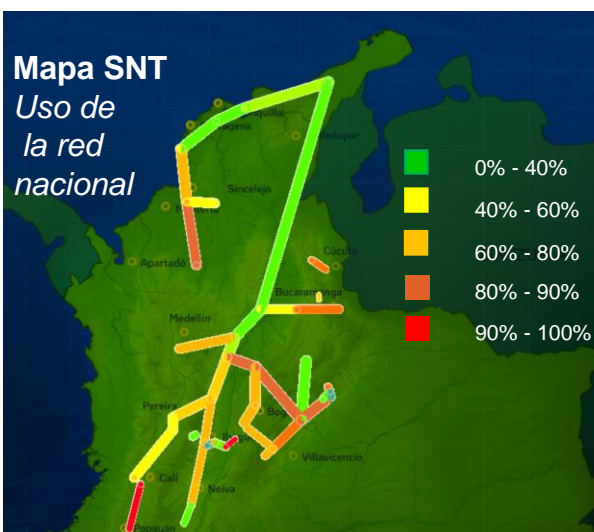 Mapa SNT
Uso de
la red
nacional
Sincelejo
Apartadó
Cúcuta
Bucaramanga
Medellín
Pereira
Cali
Neiva
Villavicencio
Popayán
0% - 40%
40% - 60%
60% - 80%
80% - 90%
90% - 100%